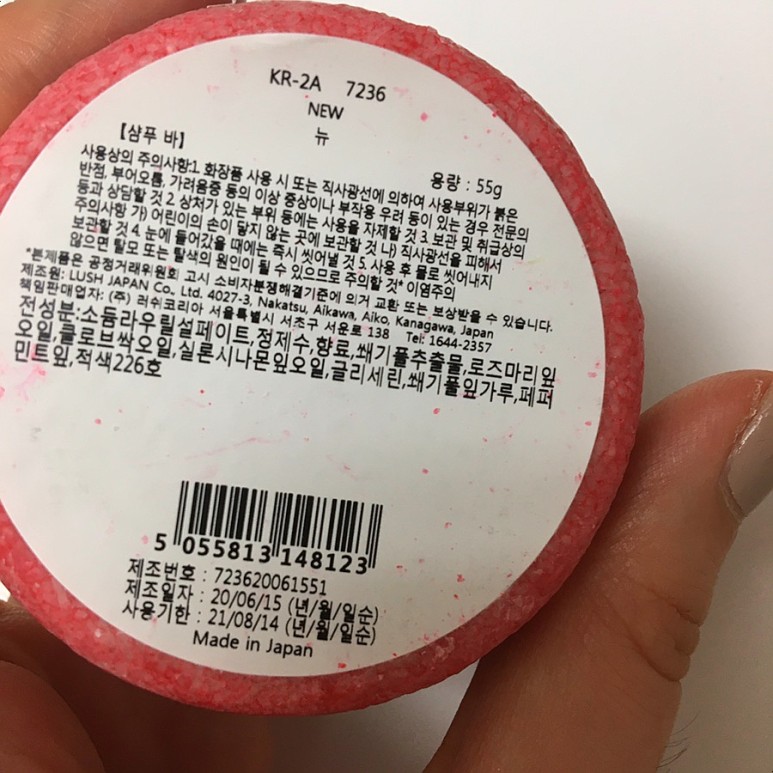 KR-2A 7236
NEW
뉴
【샴푸 바】
용량 : 55g
사용상의 주의사항1 화장품 사용 시 또는 직사광선에 의하여 사용부위가 붉은
반점, 부어오름, 가려움증 등의 이상 증상이나 부작용 우려 등이 있는 경우 전문의
등과 상담할 것 2 상처가 있는 부위 등에는 사용을 자제할 것 3. 보관 및 취급상의
주의사항 가) 어린이의 손이 닿지 않는 곳에 보관할 것 나) 직사광선을 피해서
보관할 것 4. 눈에 들어갔을 때에는 즉시 씻어낼 것 5. 사용 후 물로 씻어내지
않으면 탈모 또는 탈색의 원인이 될 수 있으므로 주의할 것* 이염주의
*본제품은 공정거래위원회 고시 소비자분쟁해결기준에 의거 교환 또는 보상받을 수 있습니다.
제조원: LUSH JAPAN Co., Ltd. 4027-3, Nakatsu, Aikawa, Aiko, Kanagawa, Japan
책임판매업자: (주) 러쉬코리아 서울특별시 서초구 서운로 138 Tel: 1644-2357
전성분:소듐라우릴설페이트,정제수,향료,쐐기풀추출물,로즈마리잎
오일,클로브싹오일,실론시나몬잎오일,글리세린,쐐기풀잎가루,페퍼
민트잎,적색226호
5 055813 148123
제조번호 : 723620061551
제조일자 : 20/06/15 (년/월/일순)
사용기한 : 21/08/14 (년/월/일순)
Made in Japan